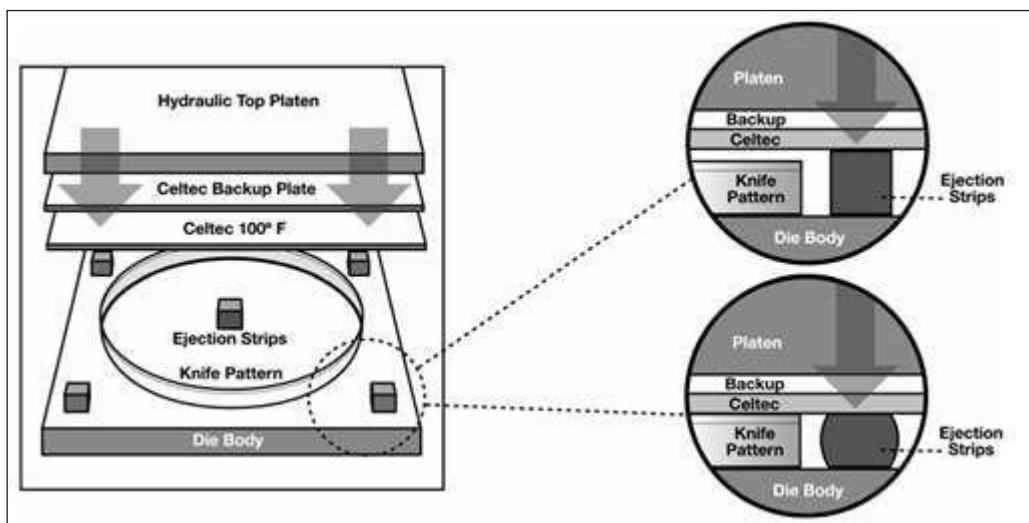 Hydraulic Top Platen
Celtec Backup Plate
Celtec 100° F
Ejection Strips
Knife Pattern
Die Body
Platen
Backup
Celtec
Knife
Pattern
Ejection
Strips
Die Body
Platen
Backup
Celtec
Knife
Pattern
Ejection
Strips
Die Body